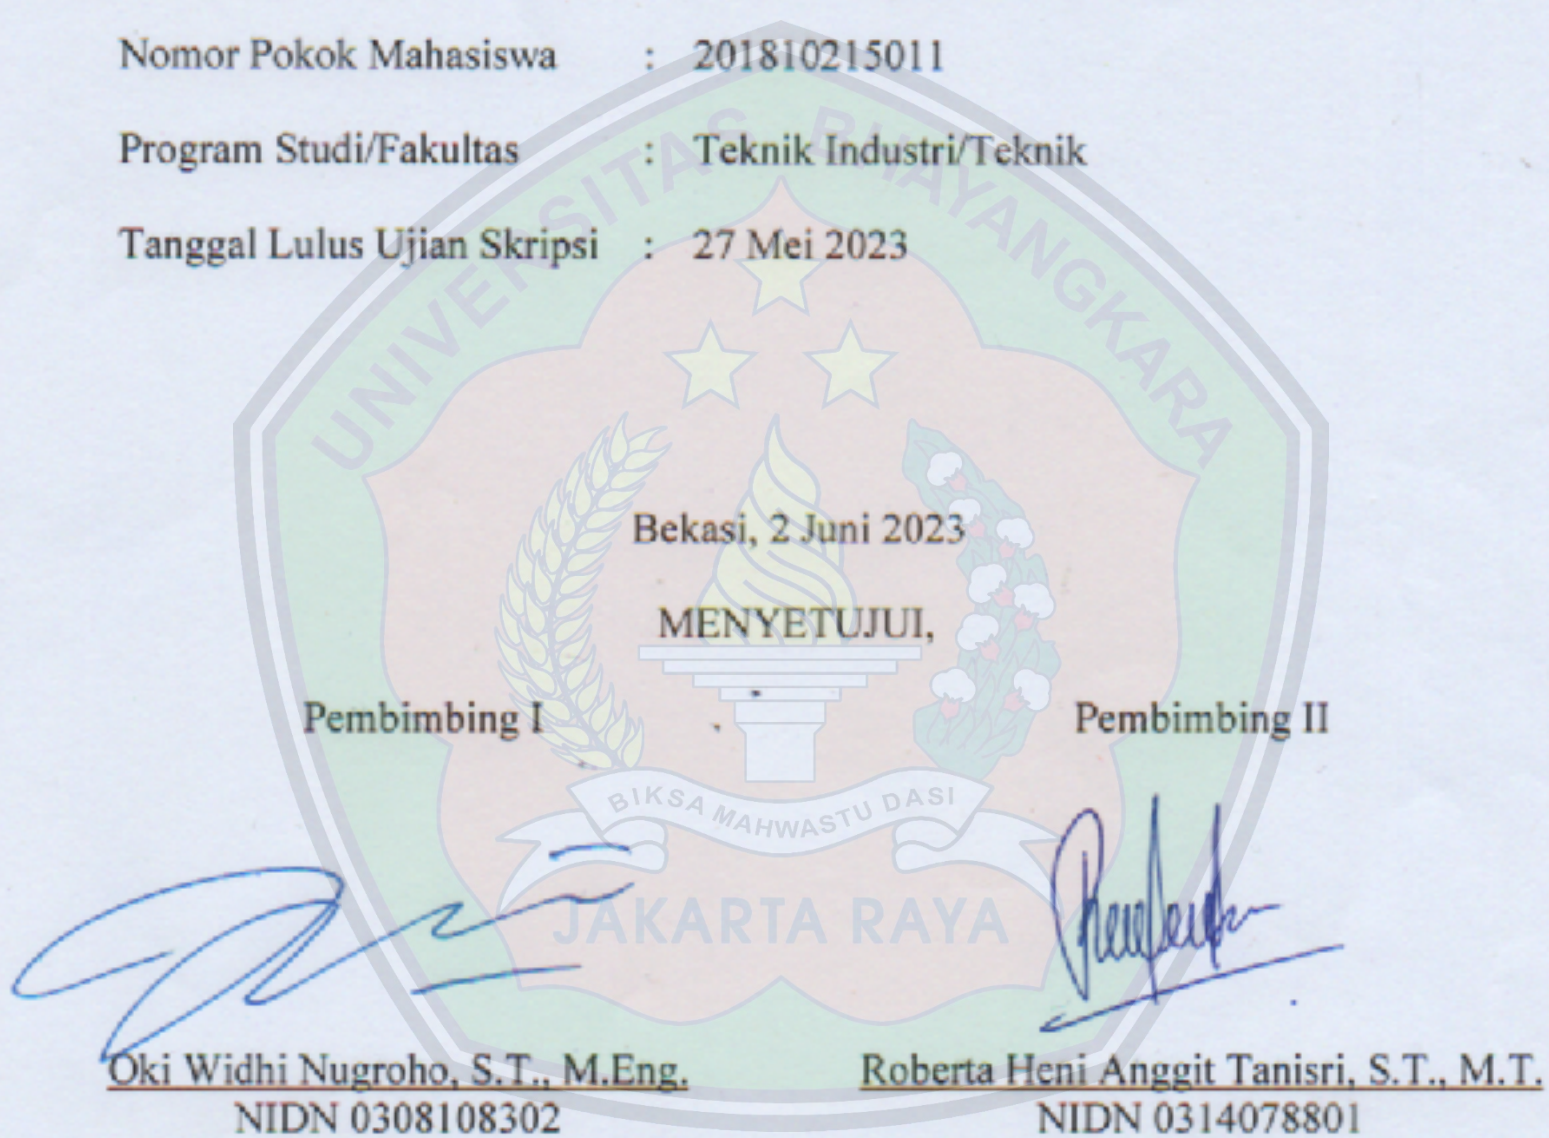 Nomor Pokok Mahasiswa : 201810215011
Program Studi/Fakultas : Teknik Industri/Teknik
Tanggal Lulus Ujian Skripsi : 27 Mei 2023
UNIVERSITAS BHAYANGKARA
Bekasi, 2 Juni 2023
MENYETUJUI,
Pembimbing I Pembimbing II
BIKSA MAHWASTU DASI
JAKARTA RAYA
Oki Widhi Nugroho, S.T., M.Eng. Roberta Heni Anggit Tanisri, S.T., M.T.
NIDN 0308108302 NIDN 0314078801